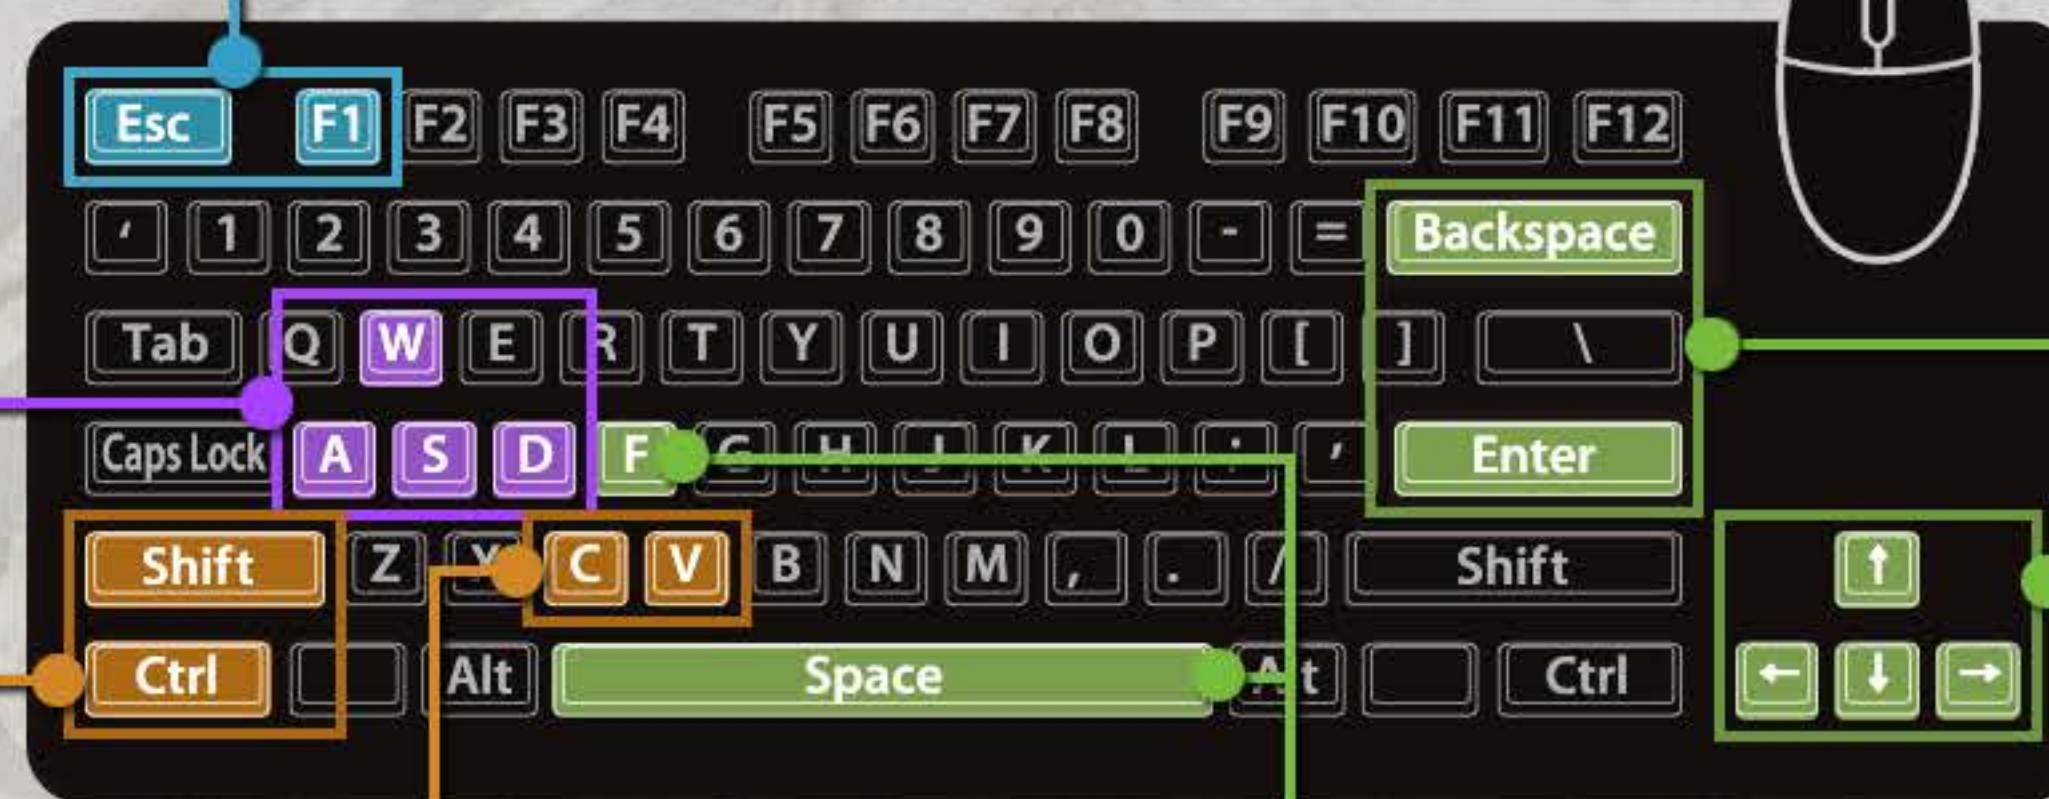 Esc F1 F2 F3 F4 F5 F6 F7 F8 F9 F10 F11 F12
‘ 1 2 3 4 5 6 7 8 9 0 - = Backspace
Tab Q W E R T Y U I O P [ ] \
Caps Lock A S D F G H J K L ; ’ Enter
Shift Z X C V B N M , . / Shift ↑
Ctrl Alt Space Alt Ctrl ← ↓ →